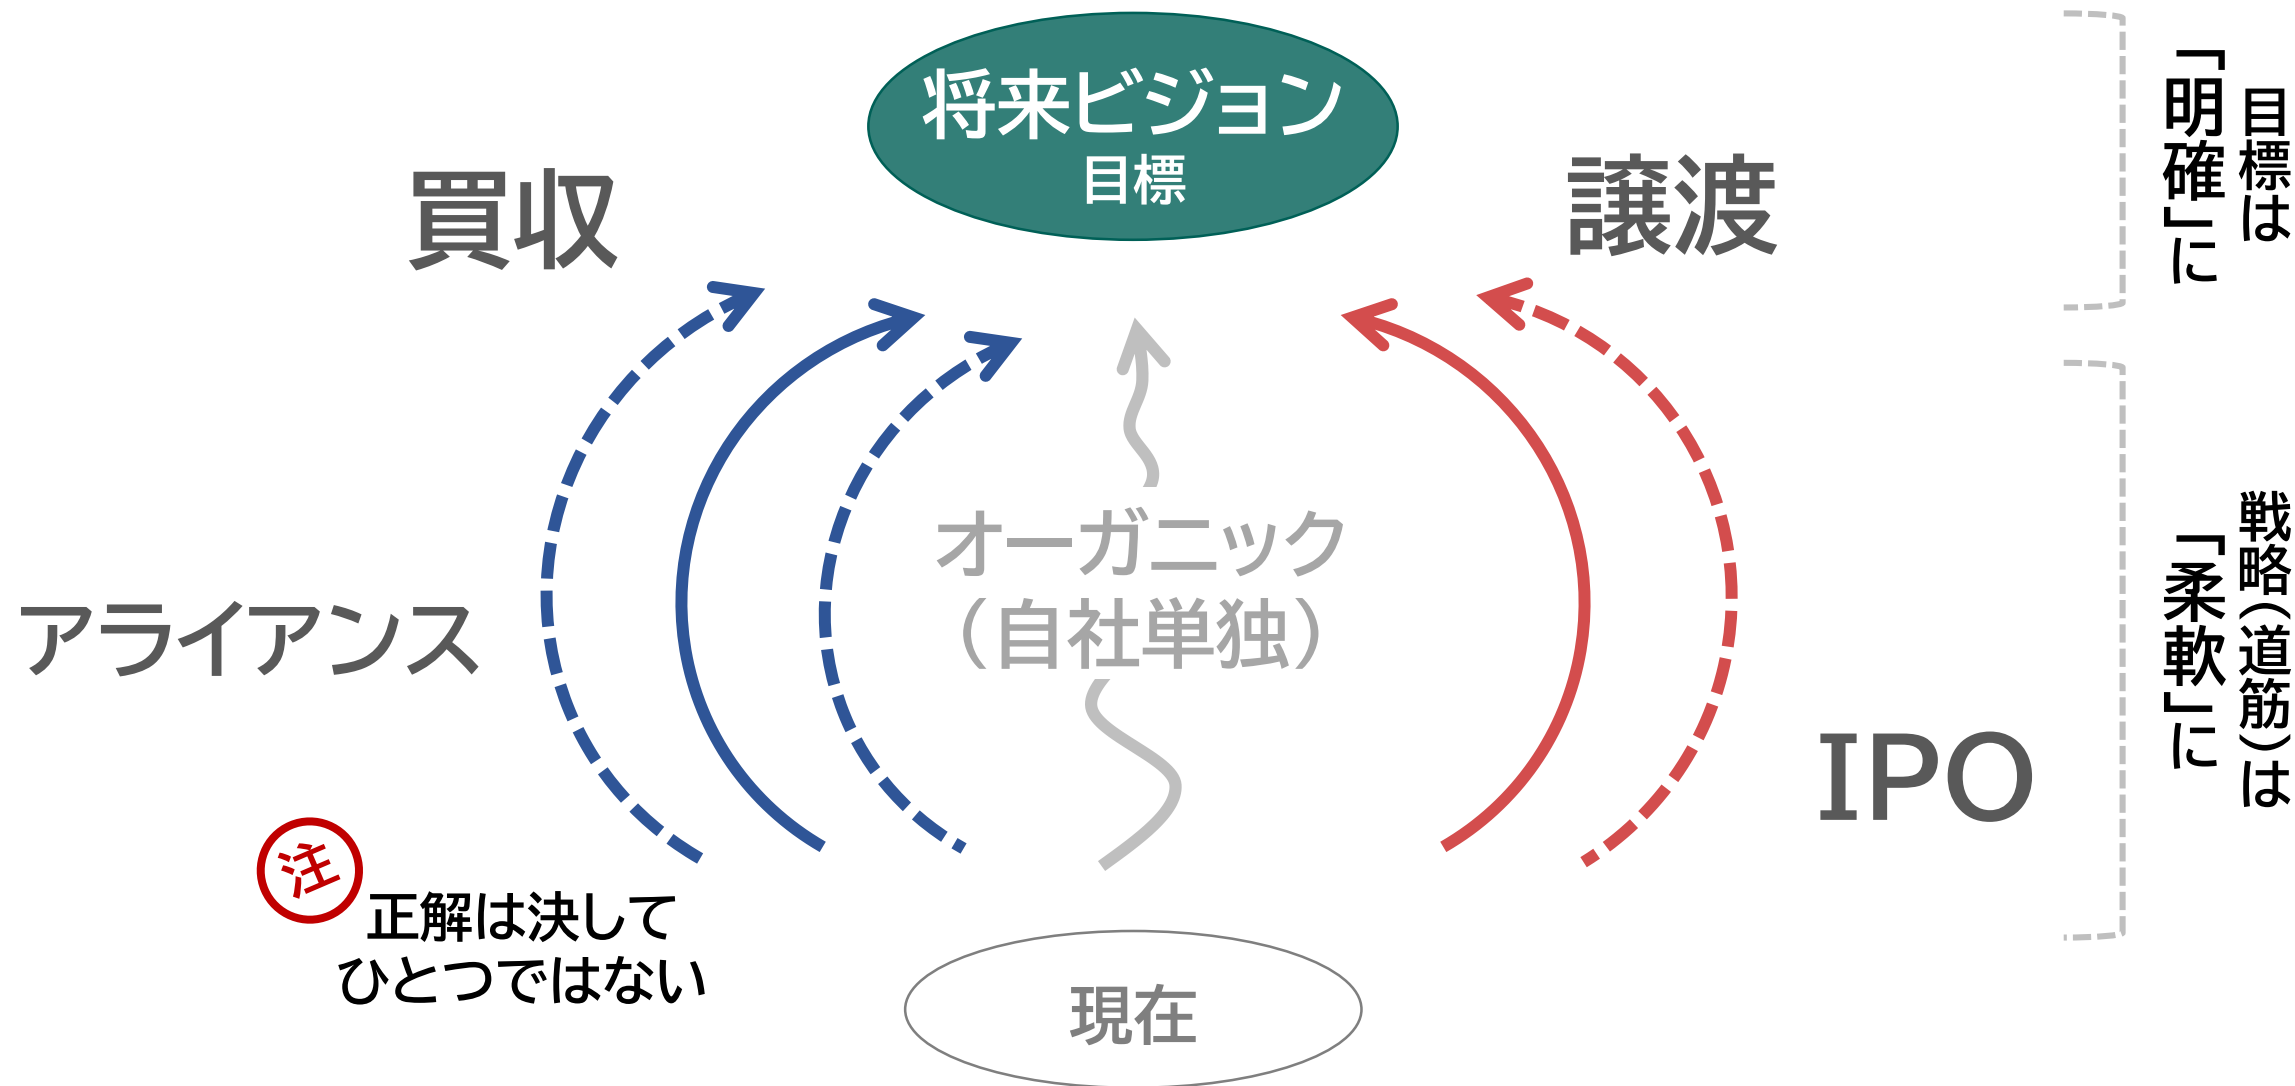 将来ビジョン
目標
買収
譲渡
アライアンス
オーガニック
（自社単独）
IPO
注
正解は決して
ひとつではない
現在
目標は
「明確」に
戦略（道筋）は
「柔軟」に